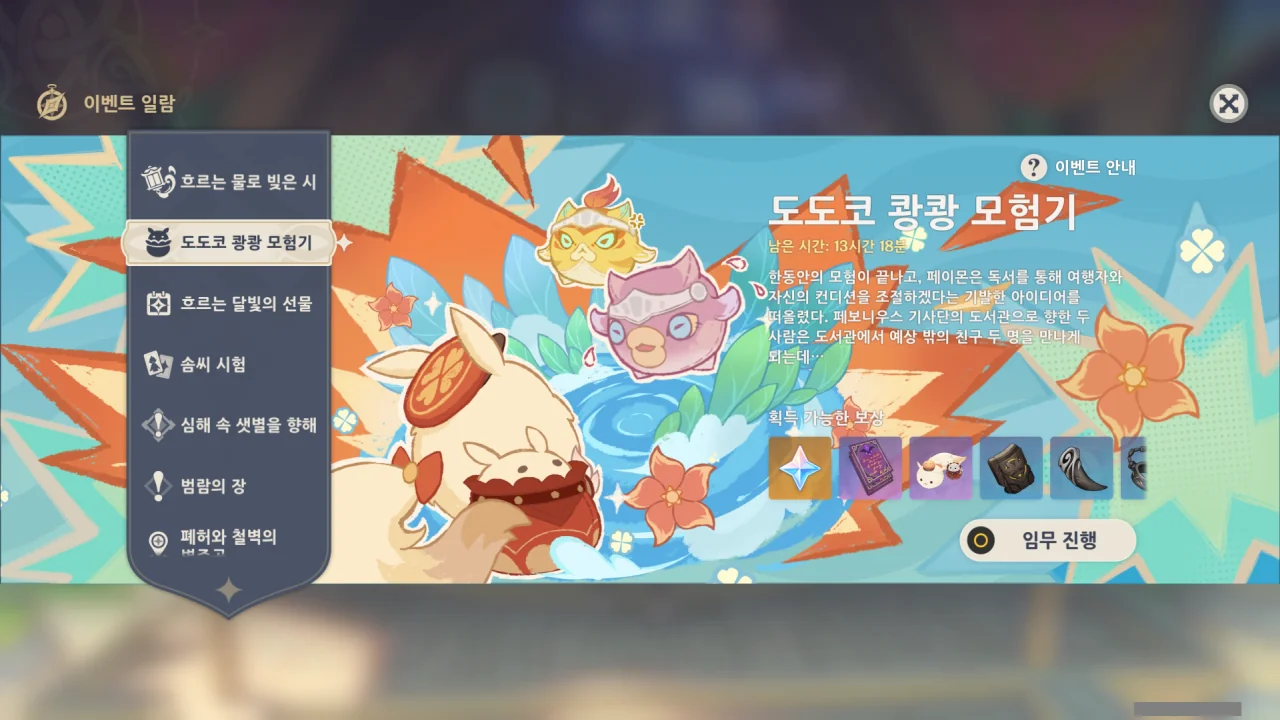 이벤트 일람
흐르는 물로 빚은 시
도도코 쾅쾅 모험기
흐르는 달빛의 선물
솜씨 시험
심해 속 샛별을 향해
범람의 장
폐허와 철벽의
이벤트 안내
도도코 쾅쾅 모험기
남은 시간: 13시간 18분
한동안의 모험이 끝나고, 페이몬은 독서를 통해 여행자와
자신의 컨디션을 조절하겠다는 기발한 아이디어를
떠올렸다. 페보니우스 기사단의 도서관으로 향한 두
사람은 도서관에서 예상 밖의 친구 두 명을 만나게
되는데…
획득 가능한 보상
임무 진행